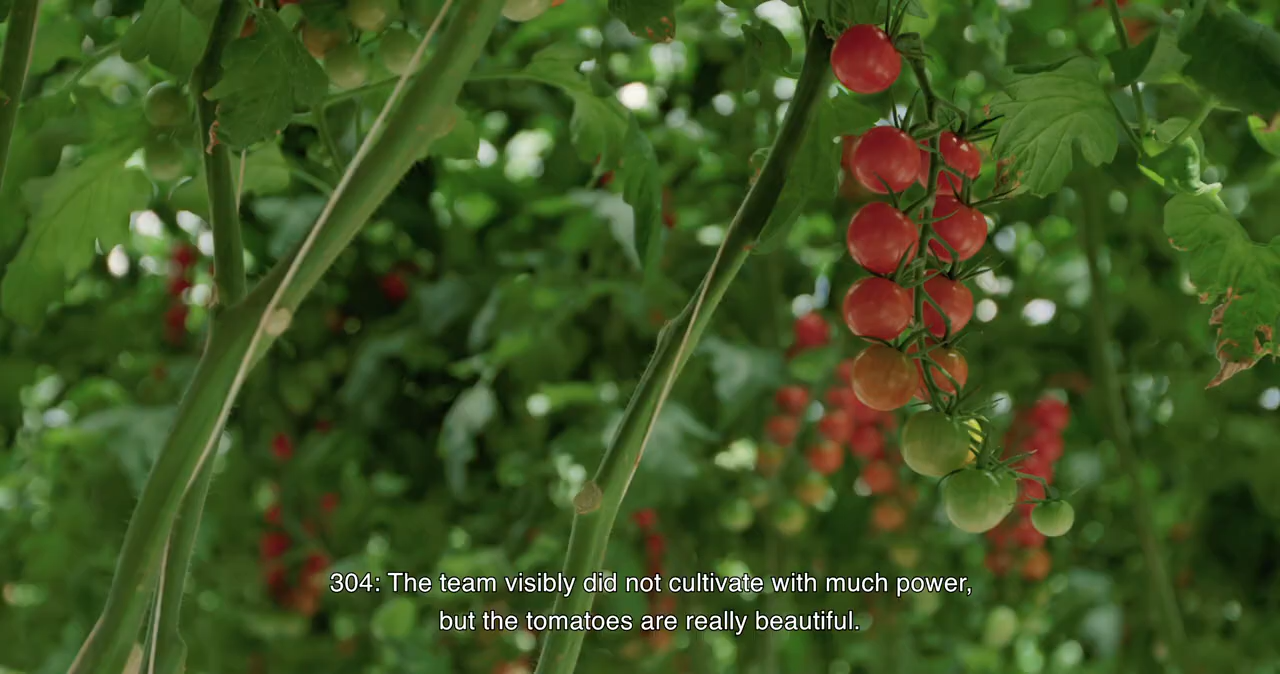 304: The team visibly did not cultivate with much power,
but the tomatoes are really beautiful.